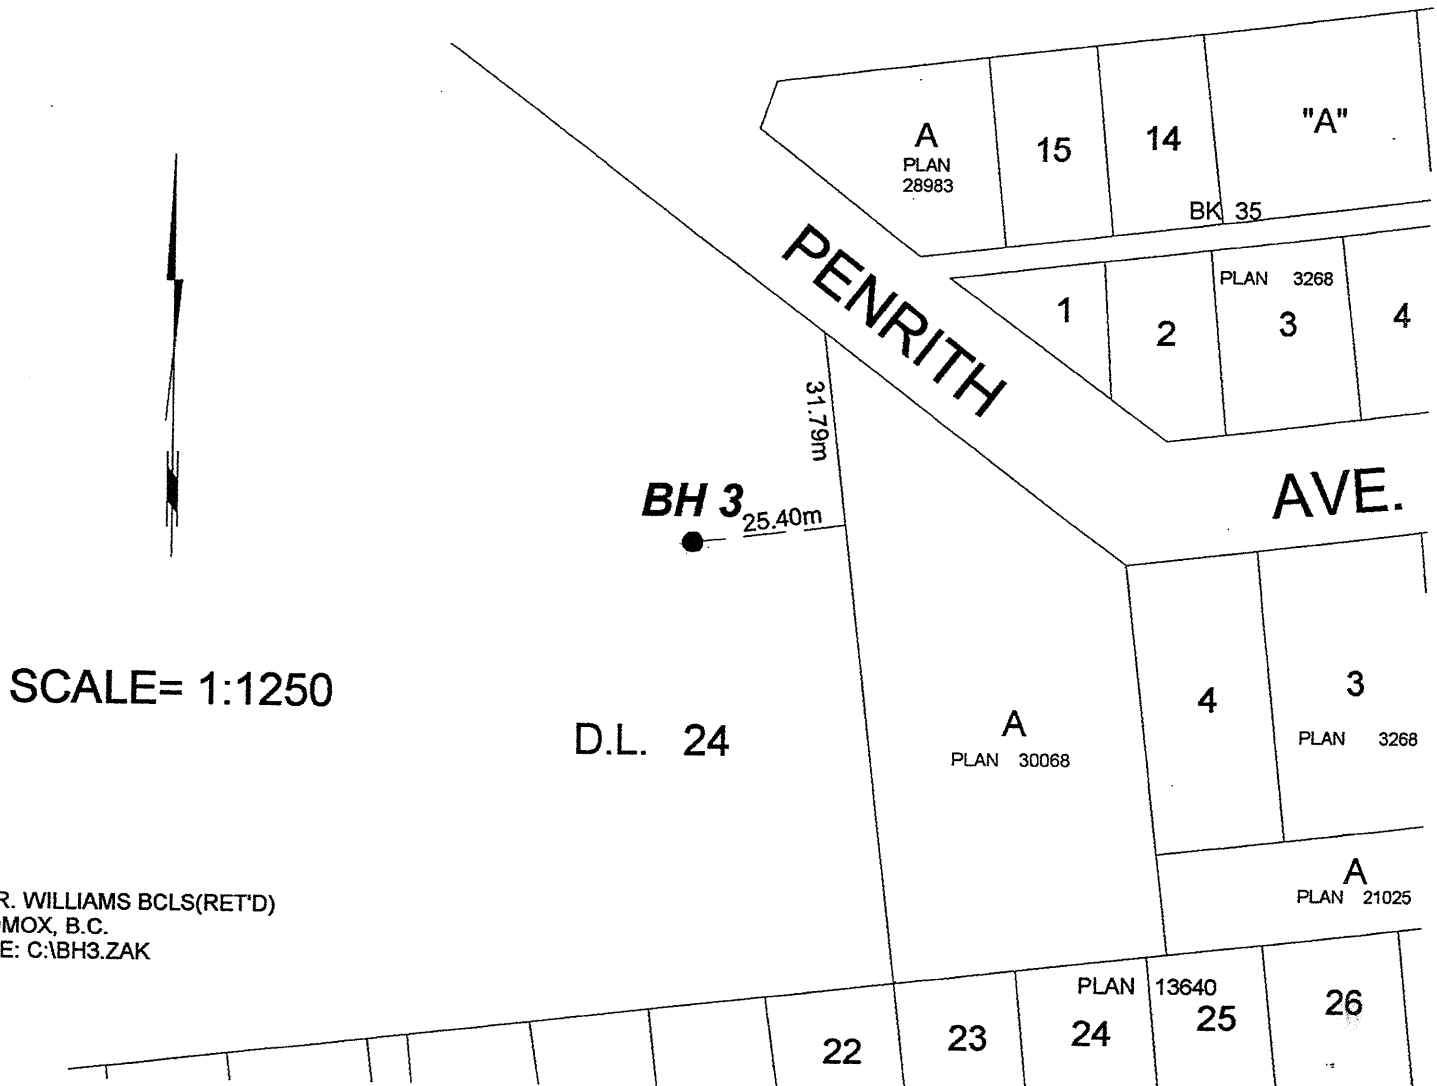 A
PLAN
28983
15
14
"A"
BK 35
PENRITH
AVE.
1
2
PLAN 3268
3
4
31.79m
BH 3
25.40m
SCALE= 1:1250
D.L. 24
A
PLAN 30068
4
3
PLAN 3268
A
PLAN 21025
R. WILLIAMS BCLS(RET'D)
MOX, B.C.
E: C:\BH3.ZAK
PLAN 13640
22
23
24
25
26